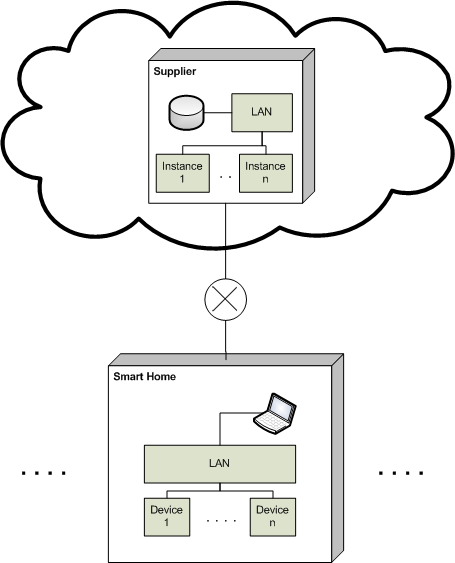 Supplier
LAN
Instance
1
. .
Instance
n
Smart Home
LAN
. . . .
. . . .
Device
1
. . . .
Device
n